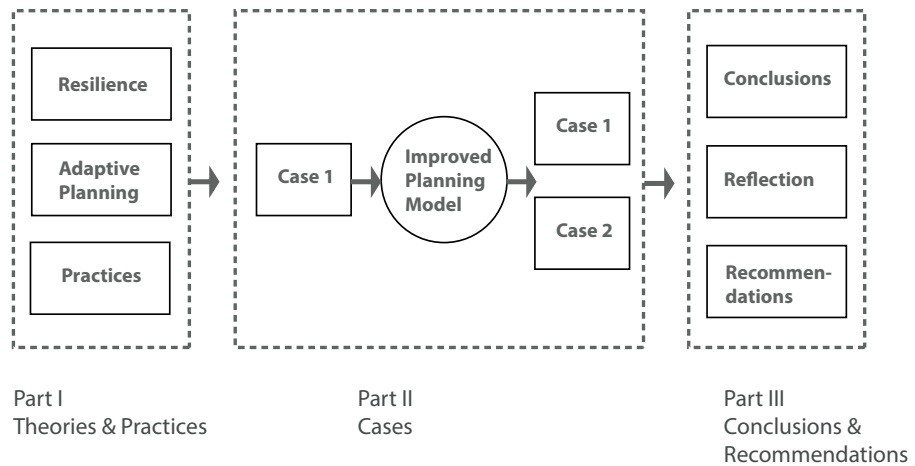 Resilience
Adaptive
Planning
Practices
Case 1
Improved
Planning
Model
Case 1
Case 2
Conclusions
Reflection
Recommen-
dations
Part I
Theories & Practices
Part II
Cases
Part III
Conclusions &
Recommendations